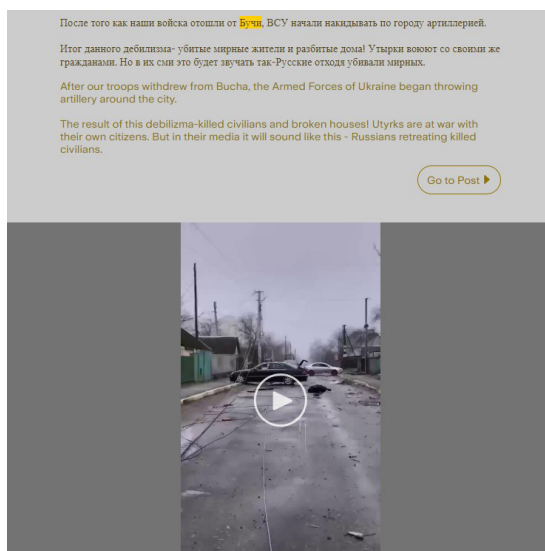 После того как наши войска отошли от Бучи, ВСУ начали накидывать по городу артиллерией.
Итог данного дебилизма- убитые мирные жители и разбитые дома! Утырки воюют со своими же
гражданами. Но в их сми это будет звучать так-Русские отходя убивали мирных.
After our troops withdrew from Bucha, the Armed Forces of Ukraine began throwing
artillery around the city.
The result of this debilizma-killed civilians and broken houses! Utyrks are at war with
their own citizens. But in their media it will sound like this - Russians retreating killed
civilians.
Go to Post